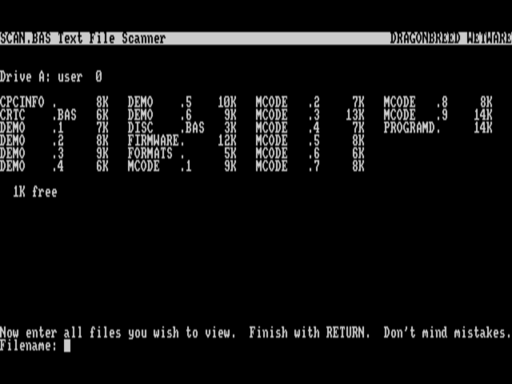 SCAN.BAS Text File Scanner DRAGONBREED WETWARE
Drive A: user 0
CPCINFO . 8K DEMO .5 10K MCODE .2 7K MCODE .8 8K
CRTC .BAS 6K DEMO .6 9K MCODE .3 13K MCODE .9 14K
DEMO .1 7K DISC .BAS 3K MCODE .4 7K PROGRAMD. 14K
DEMO .2 8K FIRMWARE. 12K MCODE .5 8K
DEMO .3 9K FORMATS . 5K MCODE .6 6K
DEMO .4 6K MCODE .1 9K MCODE .7 8K
1K free
Now enter all files you wish to view. Finish with RETURN. Don't mind mistakes.
Filename: